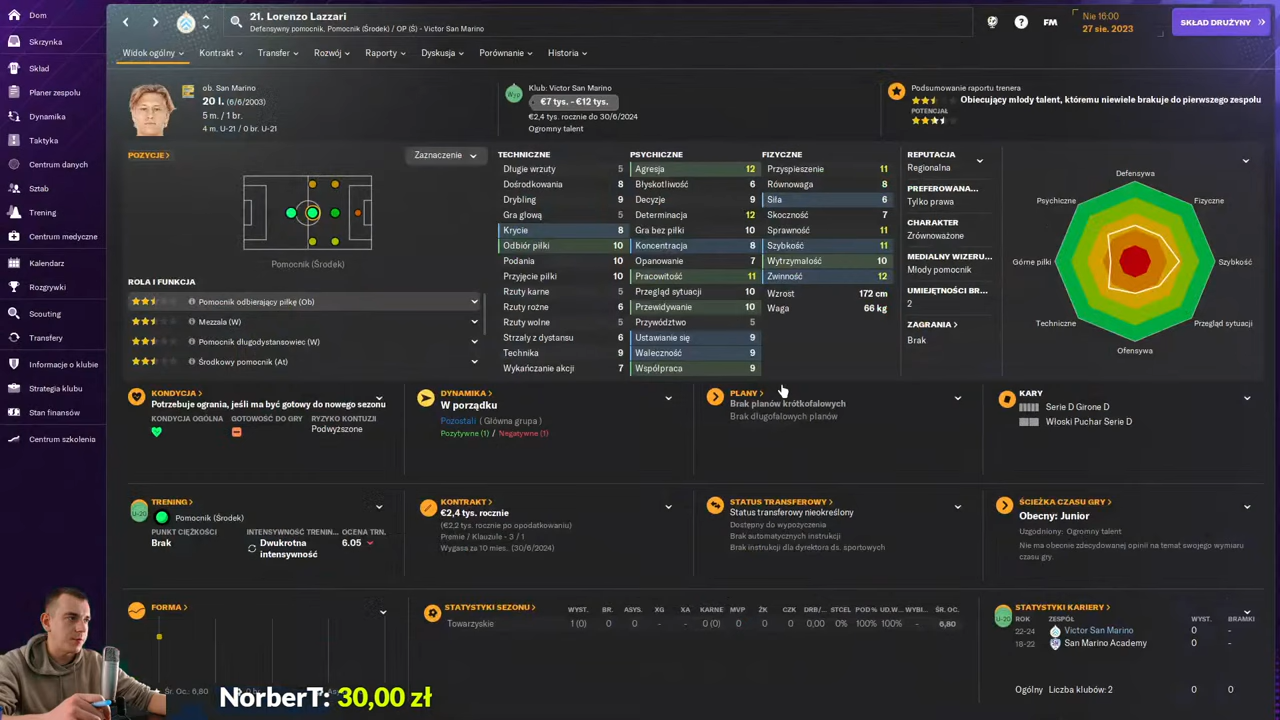 Dom
Skrzynka
Skład
Planer zespołu
Dynamika
Taktyka
Centrum danych
Sztab
Trening
Centrum medyczne
Kalendarz
Rozgrywki
Scouting
Transfery
Informacje o klubie
Strategia klubu
Stan finansów
Centrum szkolenia
21. Lorenzo Lazzari
Defensywny pomocnik, Pomocnik (Środek) / OP (Ś) - Victor San Marino
FM
Nie 16:00
27 sie. 2023
SKŁAD DRUŻYNY
Widok ogólny
Kontrakt
Transfer
Rozwój
Raporty
Dyskusja
Porównanie
Historia
ob. San Marino
20 l. (6/6/2003)
5 m. / 1 br.
4 m. U-21 / 0 br. U-21
Klub: Victor San Marino
€7 tys. - €12 tys.
€2,4 tys. rocznie do 30/6/2024
Ogromny talent
Podsumowanie raportu trenera
Obiecujący młody talent, któremu niewiele brakuje do pierwszego zespołu
POTENCJAŁ
POZYCJE
Zaznaczenie
Pomocnik (Środek)
ROLA I FUNKCJA
Pomocnik odbierający piłkę (Ob)
Mezzala (W)
Pomocnik długodystansowiec (W)
Środkowy pomocnik (At)
TECHNICZNE
Długie wrzuty 5
Dośrodkowania 8
Drybling 9
Gra głową 5
Krycie 8
Odbiór piłki 10
Podania 10
Przyjęcie piłki 10
Rzuty karne 5
Rzuty rożne 6
Rzuty wolne 5
Strzały z dystansu 6
Technika 9
Wykańczanie akcji 7
PSYCHICZNE
Agresja 12
Błyskotliwość 6
Decyzje 9
Determinacja 12
Gra bez piłki 10
Koncentracja 8
Opanowanie 7
Pracowitość 11
Przegląd sytuacji 10
Przewidywanie 10
Przywództwo 5
Ustawianie się 9
Waleczność 9
Współpraca 9
FIZYCZNE
Przyspieszenie 11
Równowaga 8
Siła 6
Skoczność 7
Sprawność 11
Szybkość 11
Wytrzymałość 10
Zwinność 12
Wzrost 172 cm
Waga 66 kg
REPUTACJA
Regionalna
PREFEROWANA...
Tylko prawa
CHARAKTER
Zrównoważone
MEDIALNY WIZERU...
Młody pomocnik
UMIEJĘTNOŚCI BR...
2
ZAGRANIA
Brak
Defensywa
Psychiczne
Fizyczne
Górne piłki
Szybkość
Techniczne
Przegląd sytuacji
Ofensywa
KONDYCJA
Potrzebuje ogrania, jeśli ma być gotowy do nowego sezonu
KONDYCJA OGÓLNA
GOTOWOŚĆ DO GRY
RYZYKO KONTUZJI
Podwyższone
DYNAMIKA
W porządku
Pozostali ( Główna grupa )
Pozytywne (1) / Negatywne (1)
PLANY
Brak planów krótkofalowych
Brak długofalowych planów
KARY
Serie D Girone D
Włoski Puchar Serie D
TRENING
U-20
Pomocnik (Środek)
PUNKT CIĘŻKOŚCI
Brak
INTENSYWNOŚĆ TRENIN...
Dwukrotna
intensywność
OCENA TRN.
6.05
KONTRAKT
€2,4 tys. rocznie
(€2,2 tys. rocznie po opodatkowaniu)
Premie / Klauzule - 3 / 1
Wygasa za 10 mies.. (30/6/2024)
STATUS TRANSFEROWY
Status transferowy nieokreślony
Dostępny do wypożyczenia
Brak automatycznych instrukcji
Brak instrukcji dla dyrektora ds. sportowych
ŚCIEŻKA CZASU GRY
Obecny: Junior
Uzgodniony: Ogromny talent
Nie ma obecnie zdecydowanej opinii na temat swojego wymiaru
czasu gry.
FORMA
Śr. Oc.: 6,80
STATYSTYKI SEZONU
WYST. BR. ASYS. XG XA KARNE MVP ŻK CZK DRB/... STCEL POD% UD.W... WYBI... ŚR. OC.
Towarzyskie 1 (0) - - - - 0 (0) - - - 0,00 0% 100% 100% - 6,80
STATYSTYKI KARIERY
U-20
ROK ZESPÓŁ WYST. BRAMKI
22-24 Victor San Marino 0 -
18-22 San Marino Academy 0 -
Ogólny Liczba klubów: 2 0 0
NorberT: 30,00 zł